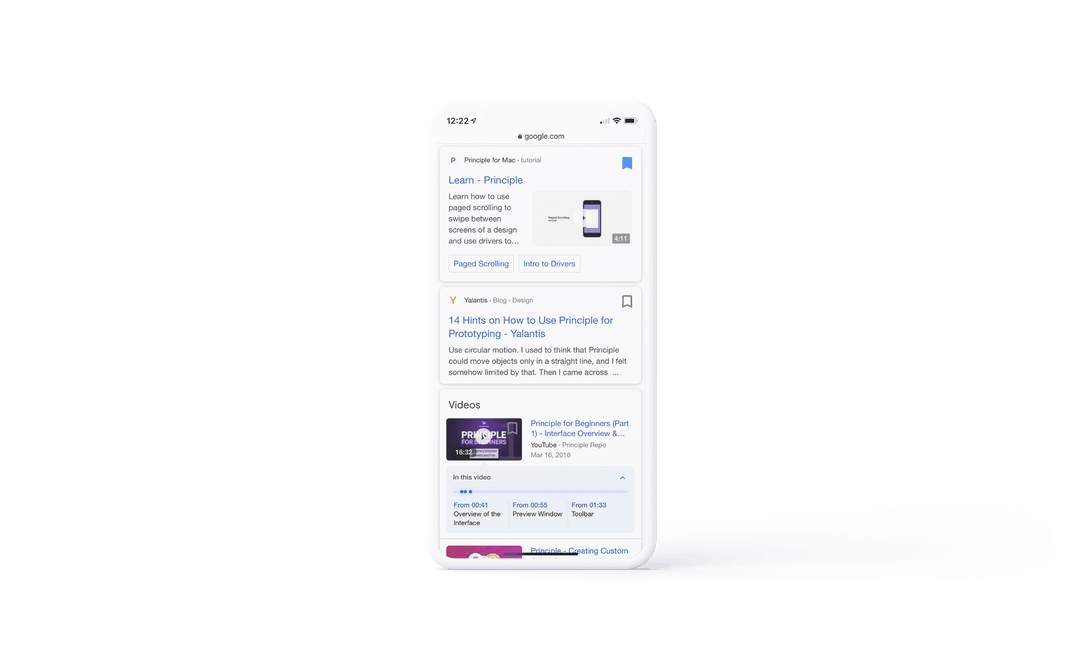 12:22
google.com
Principle for Mac · tutorial
Learn - Principle
Learn how to use
paged scrolling to
swipe between
screens of a design
and use drivers to...
Paged Scrolling
4:11
Paged Scrolling
Intro to Drivers
Yalantis · Blog · Design
14 Hints on How to Use Principle for
Prototyping - Yalantis
Use circular motion. I used to think that Principle
could move objects only in a straight line, and I felt
somehow limited by that. Then I came across ...
Videos
PRINCIPLE
FOR BEGINNERS
16:32
Principle for Beginners (Part
1) - Interface Overview &...
YouTube · Principle Repo
Mar 16, 2016
In this video
From 00:41
Overview of the
Interface
From 00:55
Preview Window
From 01:33
Toolbar
Principle - Creating Custom